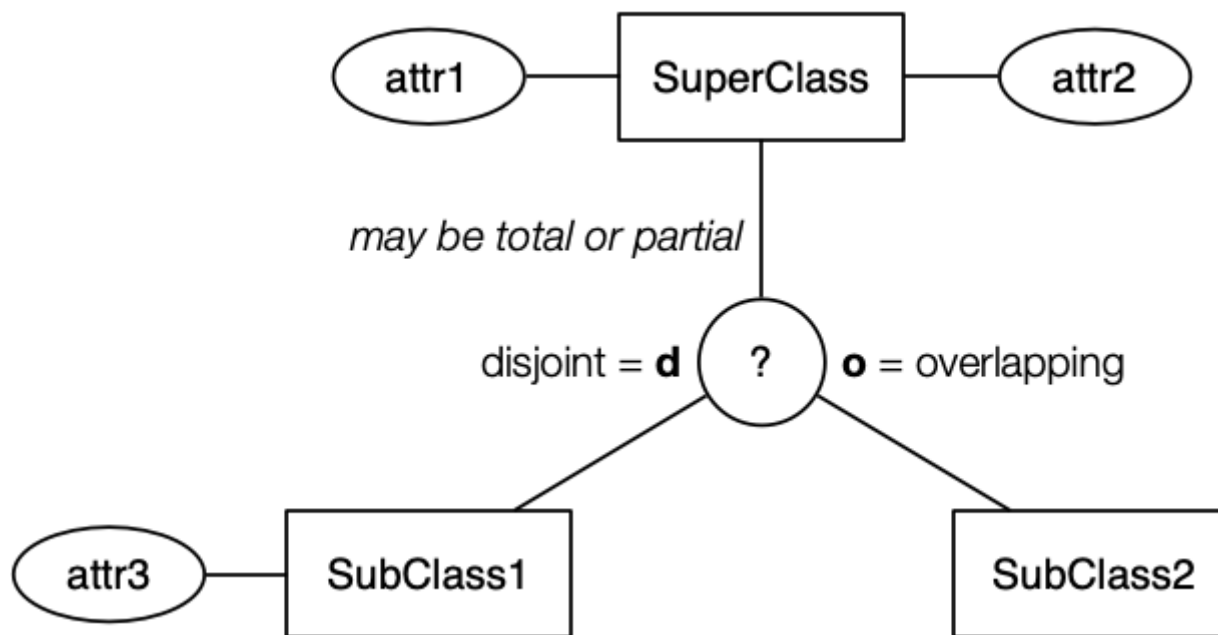 attr1 SuperClass attr2
may be total or partial
disjoint = d ? o = overlapping
attr3 SubClass1 SubClass2